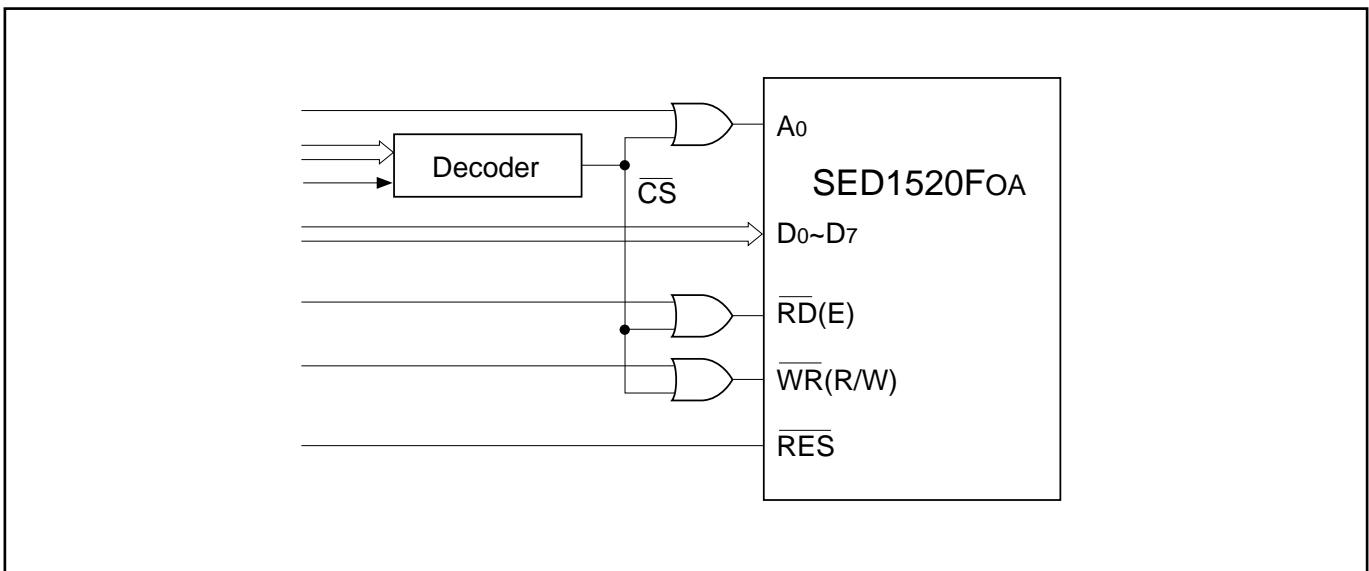 A0
Decoder
CS
SED1520FOA
D0~D7
RD(E)
WR(R/W)
RES